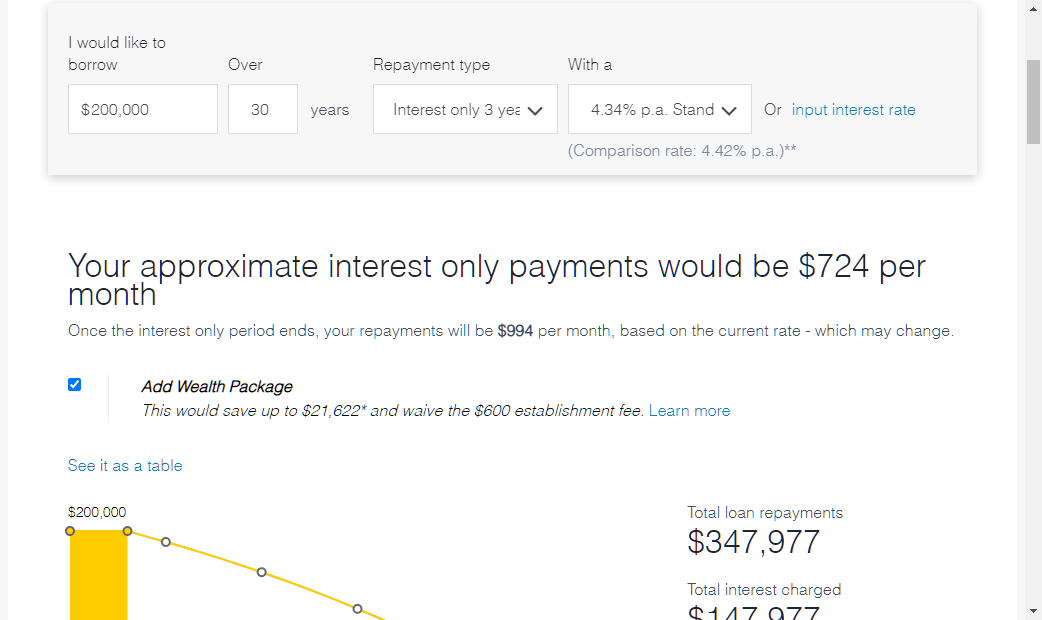 I would like to
borrow
Over
Repayment type
With a
$200,000
30
years
Interest only 3 yea
4.34% p.a. Stand
Or input interest rate
(Comparison rate: 4.42% p.a.)**
Your approximate interest only payments would be $724 per
month
Once the interest only period ends, your repayments will be $994 per month, based on the current rate - which may change.
Add Wealth Package
This would save up to $21,622* and waive the $600 establishment fee. Learn more
See it as a table
$200,000
Total loan repayments
$347,977
Total interest charged
$147,977